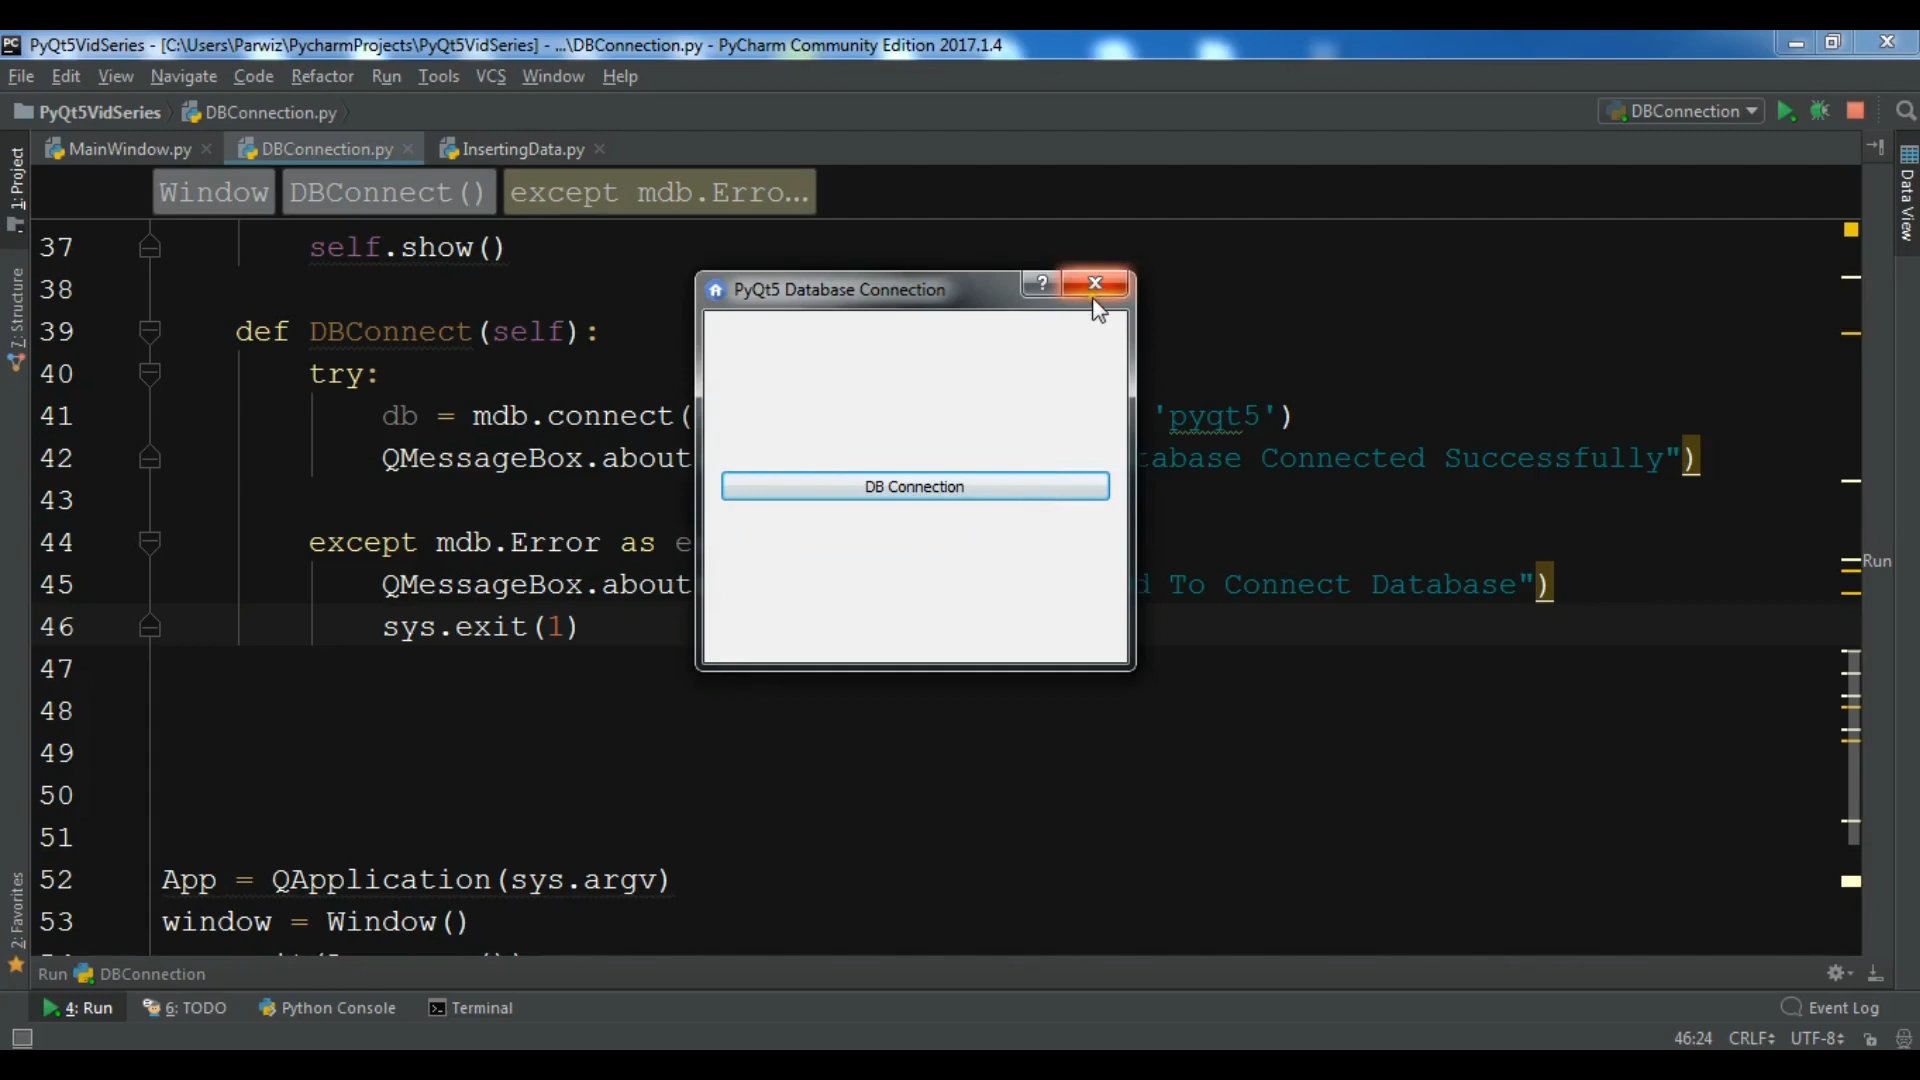 PyQt5VidSeries - [C:\Users\Parwiz\PycharmProjects\PyQt5VidSeries] - ...\DBConnection.py - PyCharm Community Edition 2017.1.4
File Edit View Navigate Code Refactor Run Tools VCS Window Help
PyQt5VidSeries DBConnection.py DBConnection
MainWindow.py DBConnection.py InsertingData.py
Window DBConnect() except mdb.Erro...
37 self.show()
38
PyQt5 Database Connection ?
39 def DBConnect(self):
40 try:
41 db = mdb.connect( 'pyqt5')
42 QMessageBox.about tabase Connected Successfully")
DB Connection
43
44 except mdb.Error as e
45 QMessageBox.about d To Connect Database")
46 sys.exit(1)
47
48
49
50
51
52 App = QApplication(sys.argv)
53 window = Window()
Run DBConnection
4: Run 6: TODO Python Console Terminal Event Log
46:24 CRLF UTF-8
1: Project
7: Structure
2: Favorites
Data View
Run